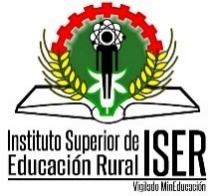 Instituto Superior de
Educación Rural
ISER
Vigilado MinEducación